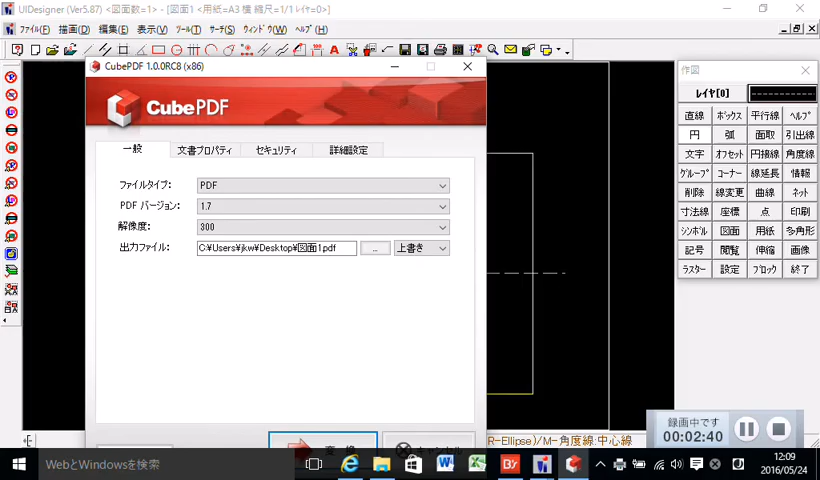 UIDesigner (Ver5.87) <図面数=1> - [図面1 <用紙=A3 横 縮尺=1/1 ﾚｲﾔ=0>]
ﾌｧｲﾙ(F) 描画(D) 編集(E) 表示(V) ﾂｰﾙ(T) ｻｰﾁ(S) ｳｨﾝﾄﾞｳ(W) ﾍﾙﾌﾟ(H)
CubePDF 1.0.0RC8 (x86)
CubePDF
一般 文書プロパティ セキュリティ 詳細設定
ファイルタイプ: PDF
PDF バージョン: 1.7
解像度: 300
出力ファイル: C:¥Users¥jkw¥Desktop¥図面1.pdf ... 上書き
変換
作図
ﾚｲﾔ[0]
直線 ﾎﾞｯｸｽ 平行線 ﾍﾙﾌﾟ
円 弧 面取 引出線
文字 ｵﾌｾｯﾄ 円接線 角度線
ｸﾞﾙｰﾌﾟ ｺｰﾅｰ 線延長 情報
削除 線変更 曲線 ﾈｯﾄ
寸法線 座標 点 印刷
ｼﾝﾎﾞﾙ 図面 用紙 多角形
記号 閲覧 伸縮 画像
ﾗｽﾀｰ 設定 ﾌﾞﾛｯｸ 終了
R-Ellipse)/M-角度線:中心線
録画中です
00:02:40
WebとWindowsを検索
12:09
2016/05/24